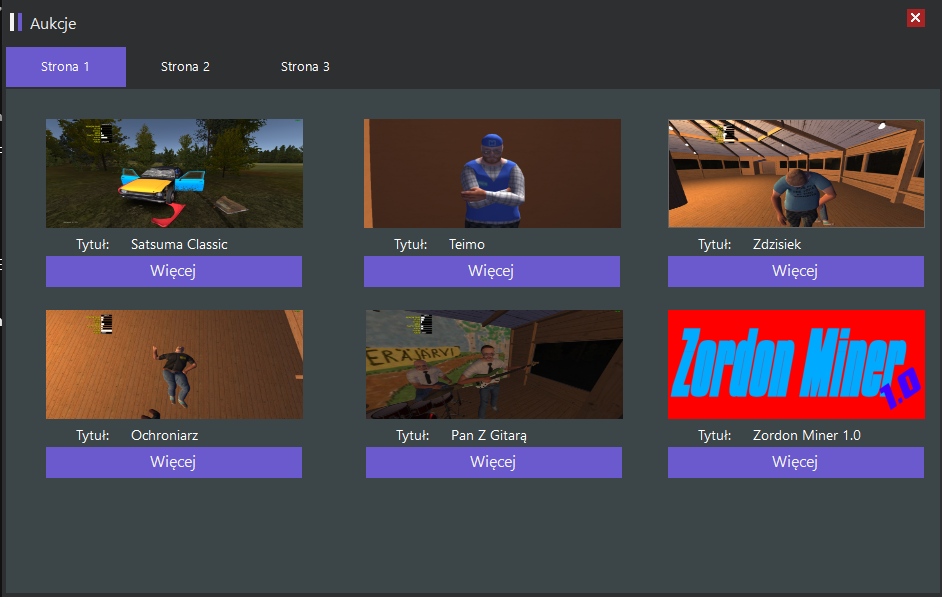 Aukcje
Strona 1 Strona 2 Strona 3
Tytuł: Satsuma Classic
Więcej
Tytuł: Teimo
Więcej
Tytuł: Zdzisiek
Więcej
Tytuł: Ochroniarz
Więcej
ERÄJÄRVI
Tytuł: Pan Z Gitarą
Więcej
Zordon Miner
1.0
Tytuł: Zordon Miner 1.0
Więcej